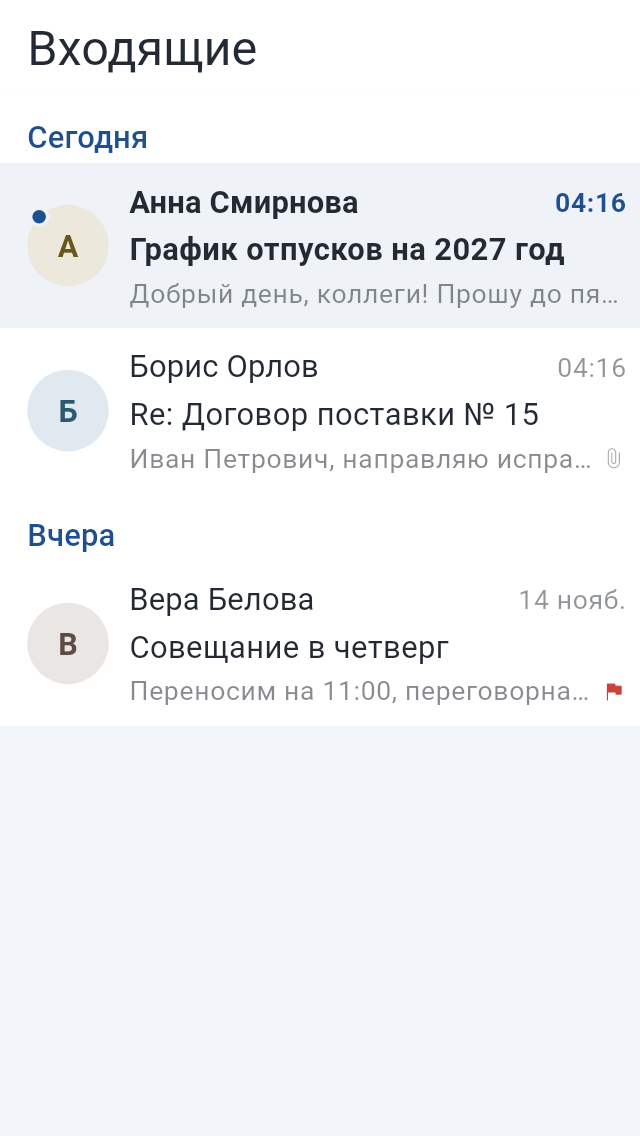 Входящие
Сегодня
А
Анна Смирнова 04:16
График отпусков на 2027 год
Добрый день, коллеги! Прошу до пя…
Б
Борис Орлов 04:16
Re: Договор поставки № 15
Иван Петрович, направляю испра…
Вчера
В
Вера Белова 14 нояб.
Совещание в четверг
Переносим на 11:00, переговорна…